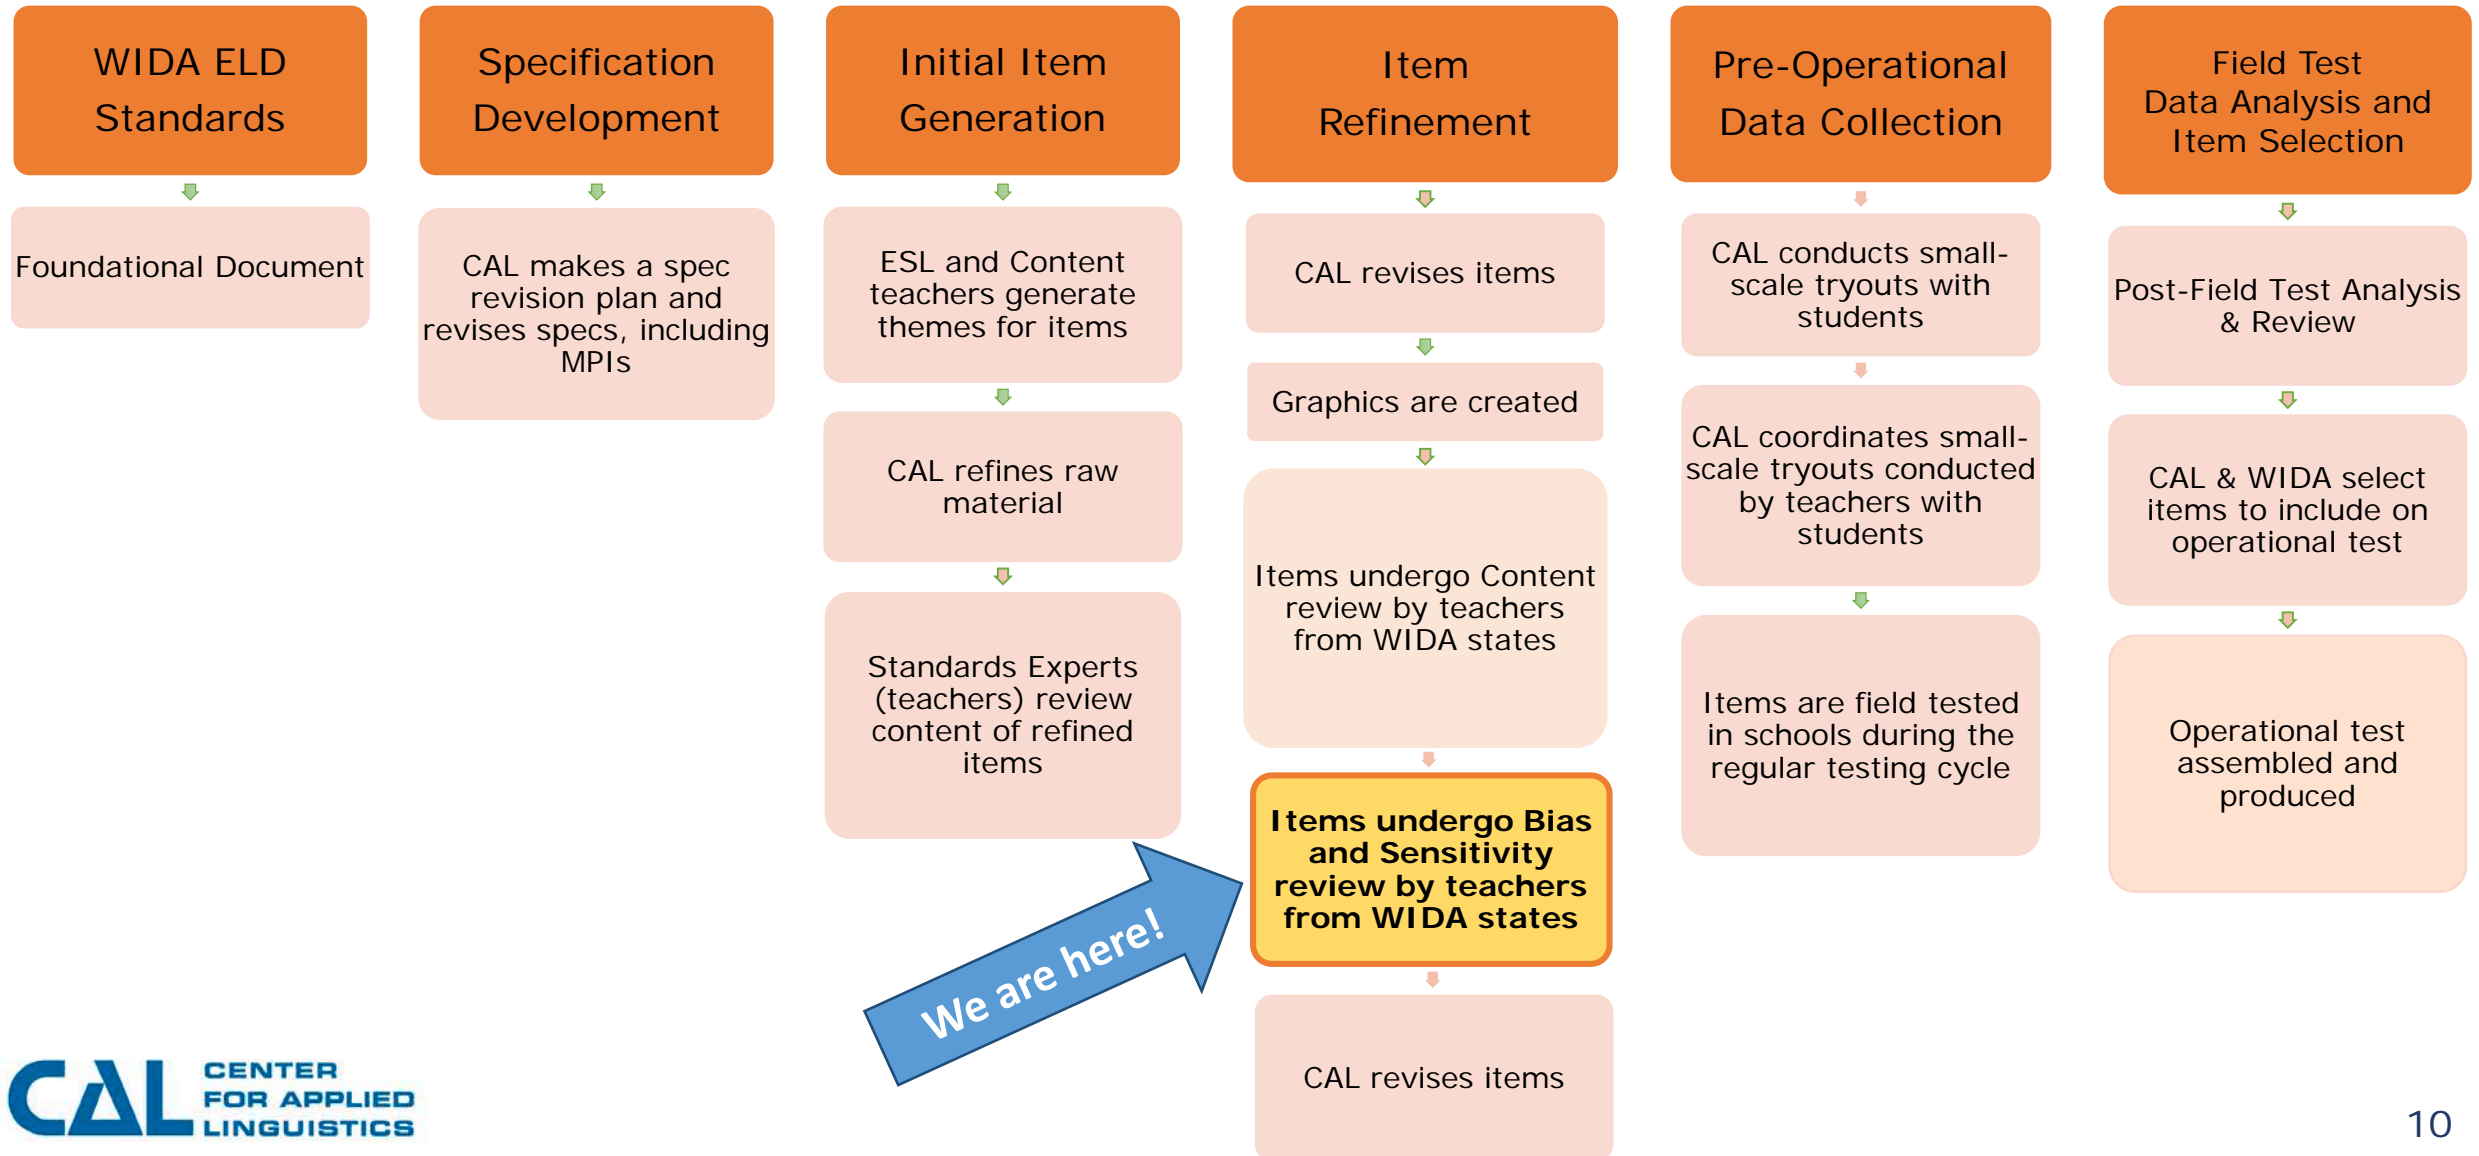 WIDA ELD
Standards
Foundational Document
Specification
Development
CAL makes a spec
revision plan and
revises specs, including
MPIs
Initial Item
Generation
ESL and Content
teachers generate
themes for items
CAL refines raw
material
Standards Experts
(teachers) review
content of refined
items
Item
Refinement
CAL revises items
Graphics are created
Items undergo Content
review by teachers
from WIDA states
Items undergo Bias
and Sensitivity
review by teachers
from WIDA states
CAL revises items
We are here!
Pre-Operational
Data Collection
CAL conducts small-
scale tryouts with
students
CAL coordinates small-
scale tryouts conducted
by teachers with
students
Items are field tested
in schools during the
regular testing cycle
Field Test
Data Analysis and
Item Selection
Post-Field Test Analysis
& Review
CAL & WIDA select
items to include on
operational test
Operational test
assembled and
produced
CAL
CENTER
FOR APPLIED
LINGUISTICS
10